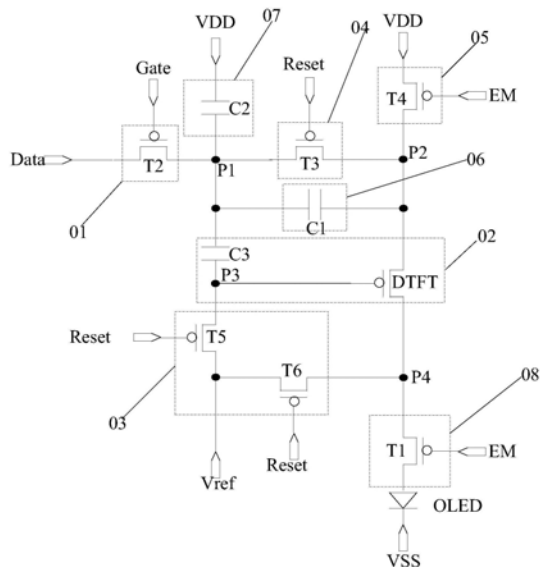 VDD
07
04
VDD
05
Gate
Reset
C2
T4
EM
Data
T2
P1
T3
P2
06
01
C1
02
C3
P3
DTFT
Reset
T5
T6
P4
08
03
T1
EM
Vref
Reset
OLED
VSS